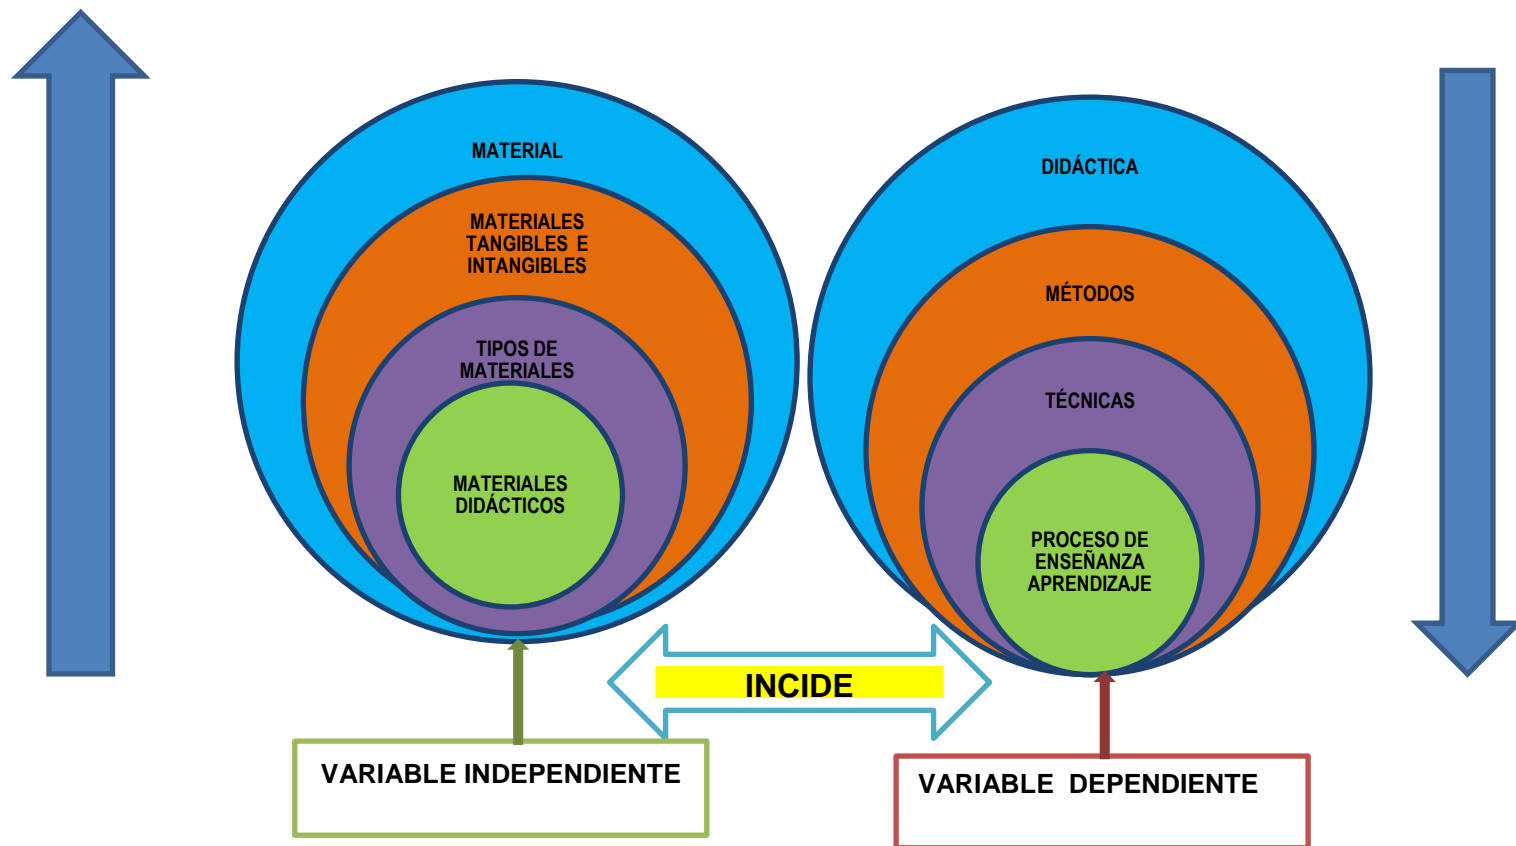 MATERIAL
MATERIALES
TANGIBLES E
INTANGIBLES
TIPOS DE
MATERIALES
MATERIALES
DIDÁCTICOS
DIDÁCTICA
MÉTODOS
TÉCNICAS
PROCESO DE
ENSEÑANZA
APRENDIZAJE
INCIDE
VARIABLE INDEPENDIENTE
VARIABLE DEPENDIENTE